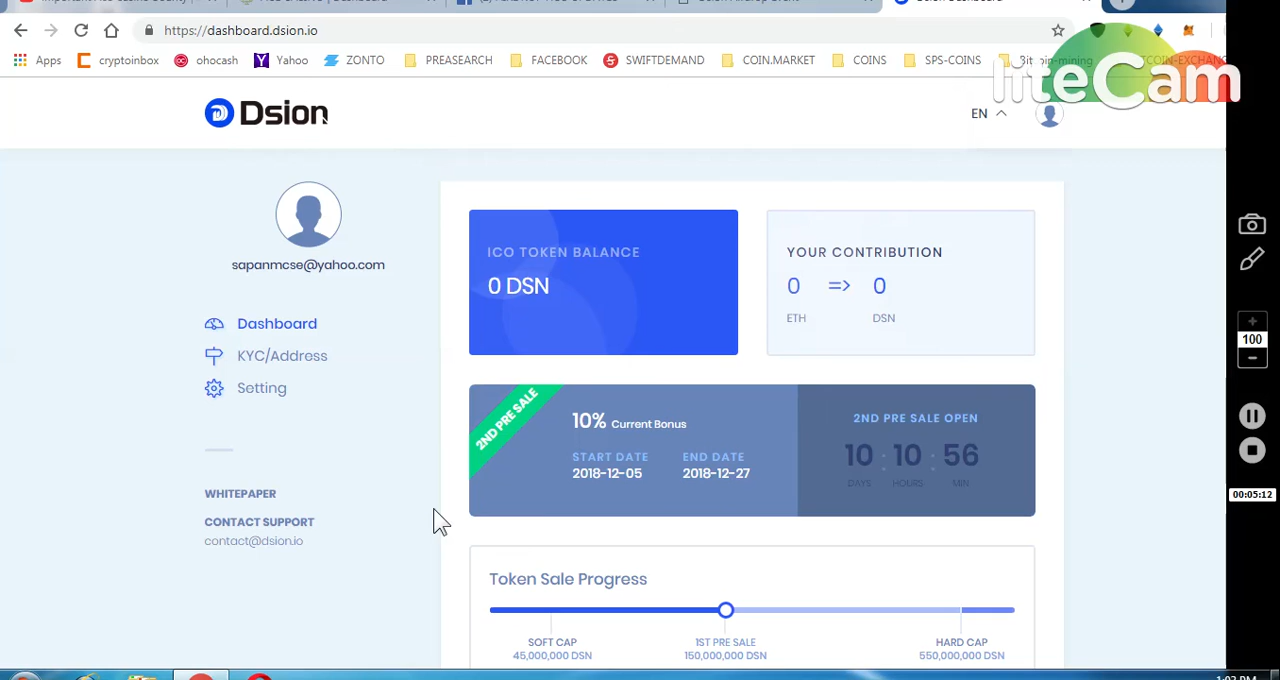 https://dashboard.dsion.io
Apps cryptoinbox ohocash Yahoo ZONTO PREASEARCH FACEBOOK SWIFTDEMAND COIN.MARKET COINS SPS-COINS
liteCam
Dsion
EN
sapanmcse@yahoo.com
Dashboard
KYC/Address
Setting
WHITEPAPER
CONTACT SUPPORT
contact@dsion.io
ICO TOKEN BALANCE
0 DSN
YOUR CONTRIBUTION
0 => 0
ETH DSN
2ND PRE SALE
10% Current Bonus
START DATE END DATE
2018-12-05 2018-12-27
2ND PRE SALE OPEN
10 : 10 : 56
DAYS HOURS MIN
Token Sale Progress
SOFT CAP 1ST PRE SALE HARD CAP
45,000,000 DSN 150,000,000 DSN 550,000,000 DSN
100
00:05:12